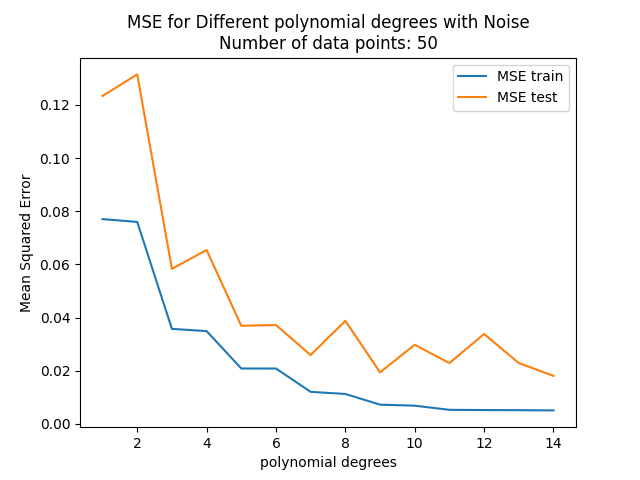 MSE for Different polynomial degrees with Noise
Number of data points: 50
MSE train
MSE test
0.12
0.10
0.08
0.06
0.04
0.02
0.00
Mean Squared Error
2 4 6 8 10 12 14
polynomial degrees